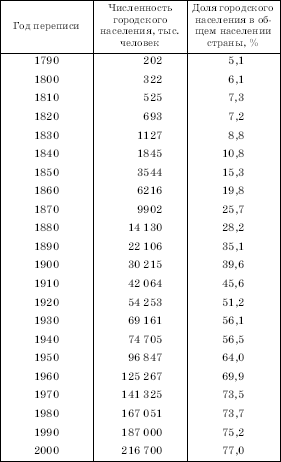 Год переписи | Численность городского населения, тыс. человек | Доля городского населения в об-щем населении страны, %
1790 202 5,1
1800 322 6,1
1810 525 7,3
1820 693 7,2
1830 1127 8,8
1840 1845 10,8
1850 3544 15,3
1860 6216 19,8
1870 9902 25,7
1880 14 130 28,2
1890 22 106 35,1
1900 30 215 39,6
1910 42 064 45,6
1920 54 253 51,2
1930 69 161 56,1
1940 74 705 56,5
1950 96 847 64,0
1960 125 267 69,9
1970 141 325 73,5
1980 167 051 73,7
1990 187 000 75,2
2000 216 700 77,0